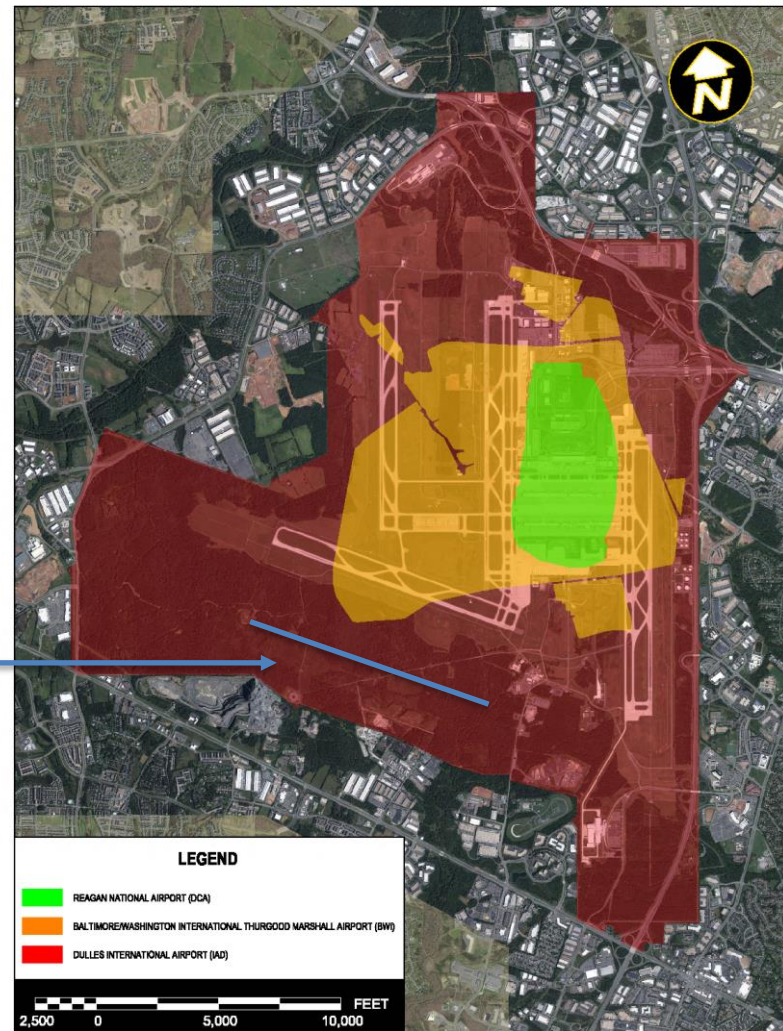 N
LEGEND
REAGAN NATIONAL AIRPORT (DCA)
BALTIMORE/WASHINGTON INTERNATIONAL THURGOOD MARSHALL AIRPORT (BWI)
DULLES INTERNATIONAL AIRPORT (IAD)
FEET
2,500 0 5,000 10,000